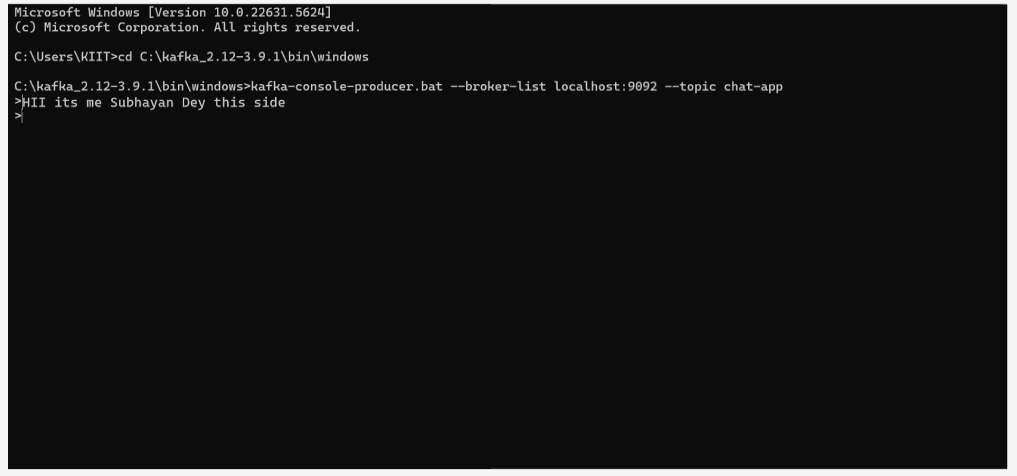 Microsoft Windows [Version 10.0.22631.5624]
(c) Microsoft Corporation. All rights reserved.
C:\Users\KIIT>cd C:\kafka_2.12-3.9.1\bin\windows
C:\kafka_2.12-3.9.1\bin\windows>kafka-console-producer.bat --broker-list localhost:9092 --topic chat-app
>HII its me Subhayan Dey this side
>